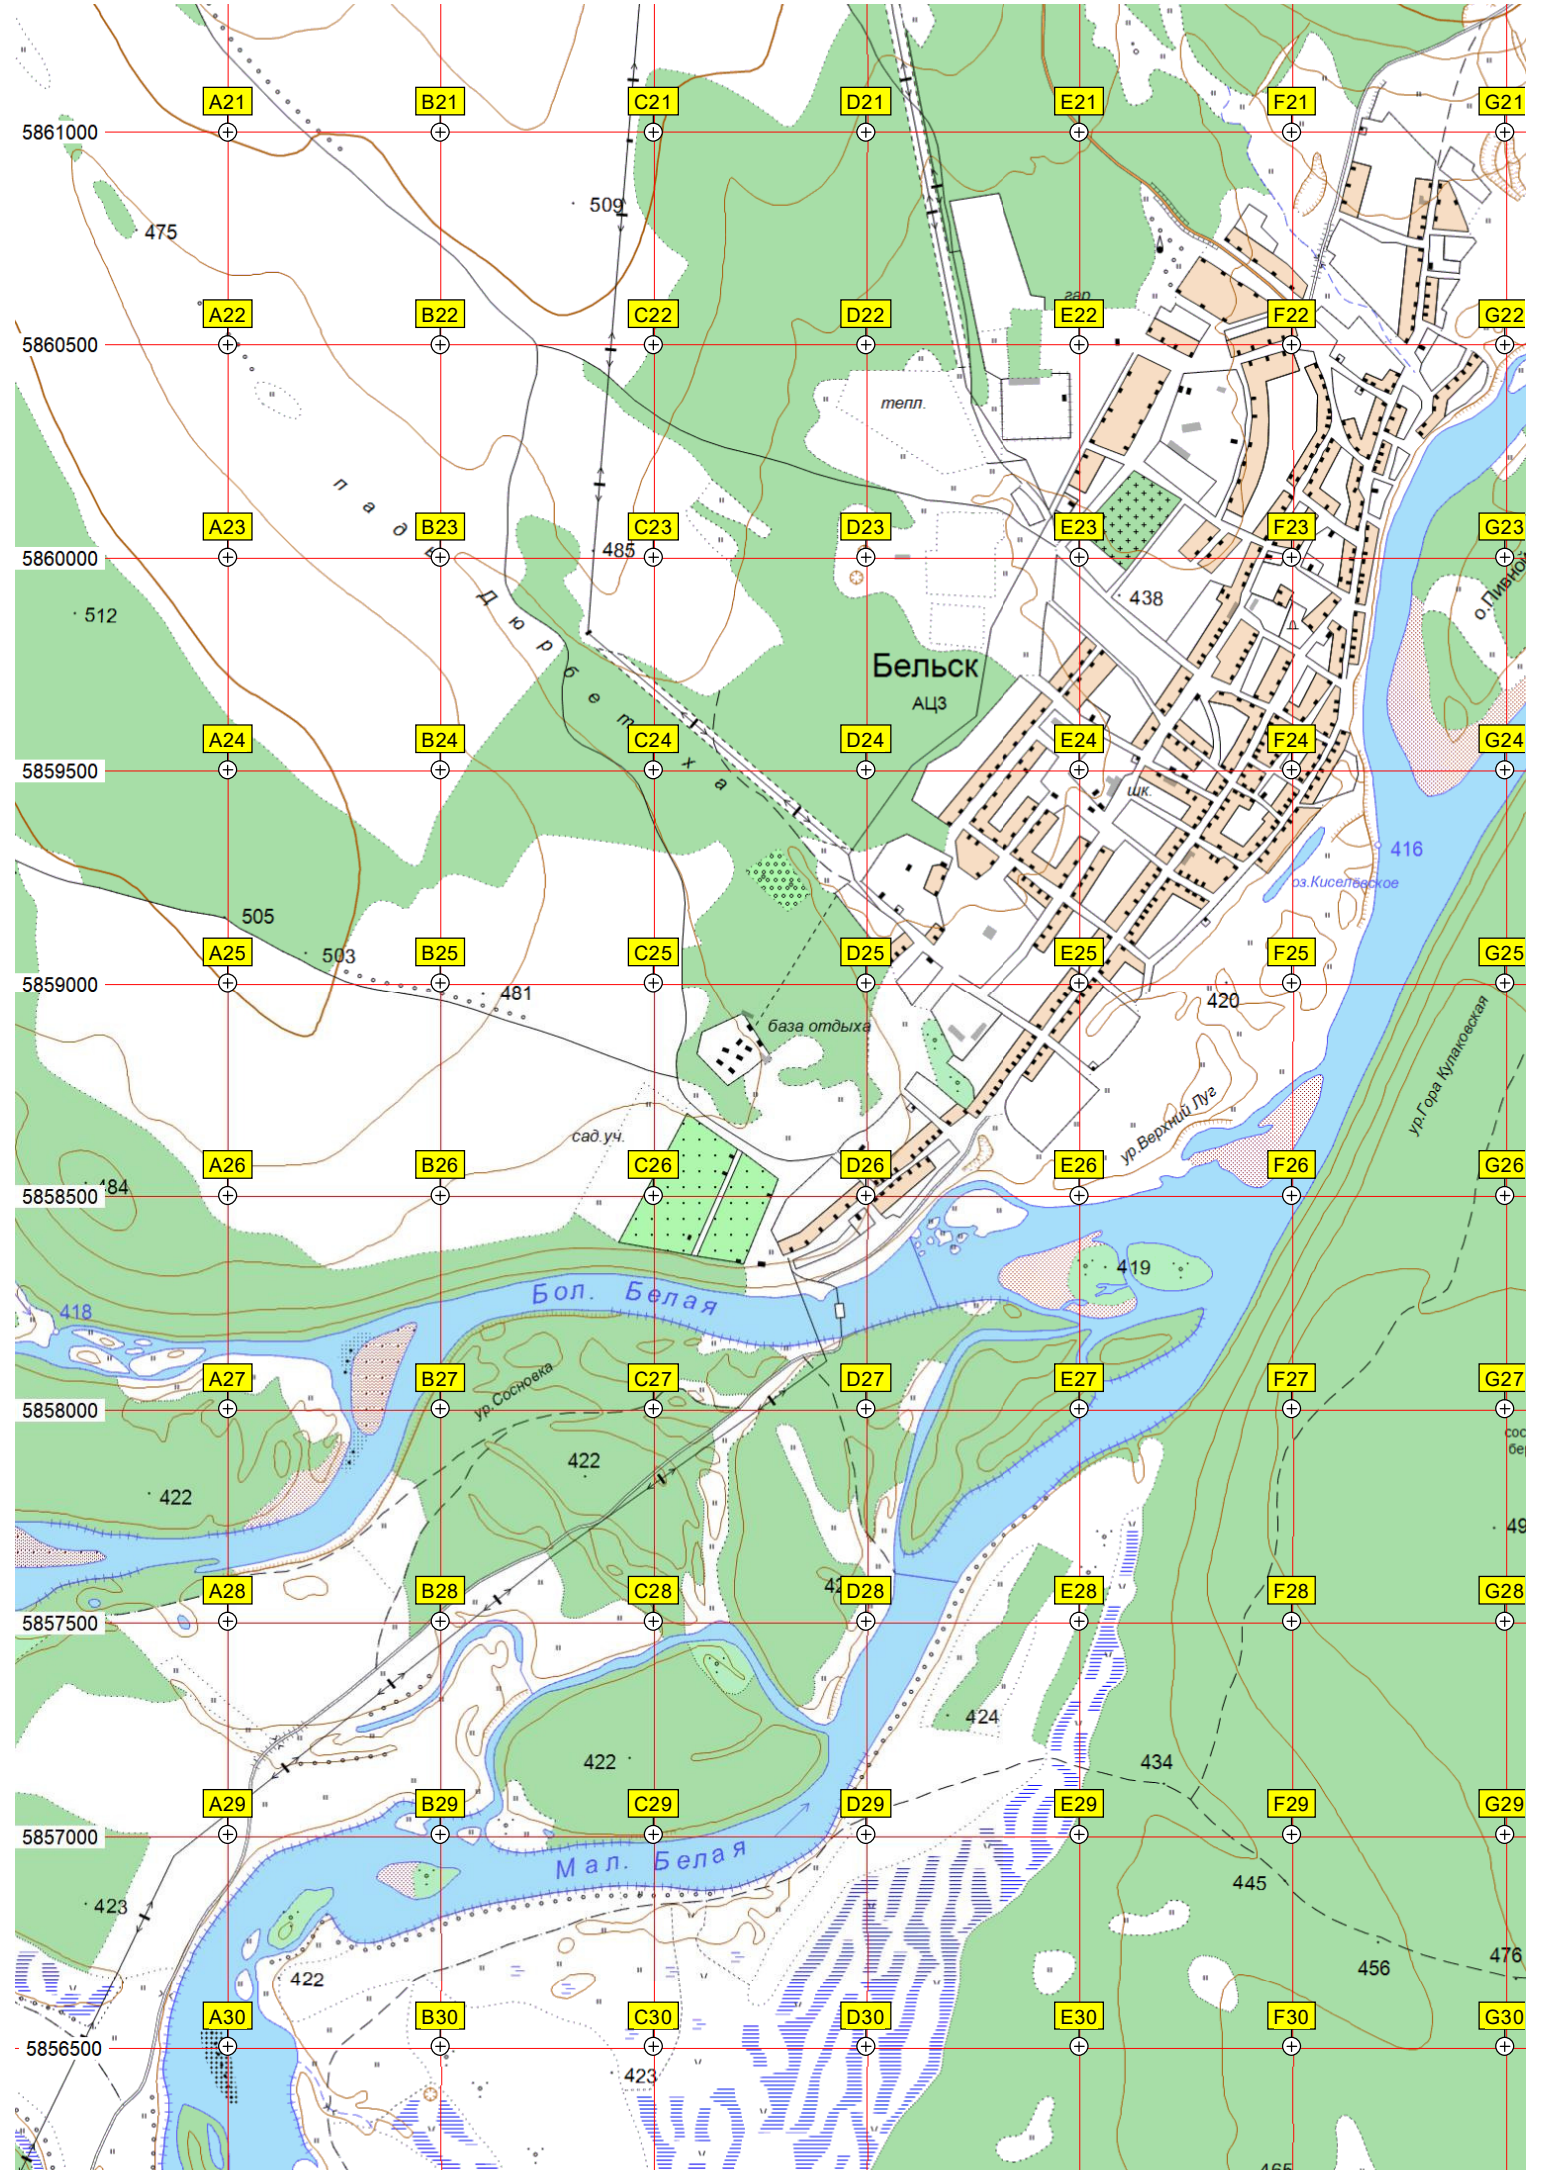 A21 B21 C21 D21 E21 F21 G21
5861000
509
475
гар.
A22 B22 C22 D22 E22 F22 G22
5860500
тепл.
падь Дюрбетхa
A23 B23 C23 D23 E23 F23 G23
5860000
485
438
512
о.Пивной
Бельск
АЦЗ
A24 B24 C24 D24 E24 F24 G24
5859500
шк.
416
оз.Киселёвское
505
503
A25 B25 C25 D25 E25 F25 G25
5859000
481
420
база отдыха
ур.Гора Кулаковская
ур.Верхний Луг
сад.уч.
A26 B26 C26 D26 E26 F26 G26
484
5858500
419
Бол. Белая
418
A27 B27 C27 D27 E27 F27 G27
ур.Сосновка
5858000
422
422
A28 B28 C28 D28 E28 F28 G28
5857500
424
422
434
A29 B29 C29 D29 E29 F29 G29
5857000
Мал. Белая
445
423
476
456
422
A30 B30 C30 D30 E30 F30 G30
5856500
423